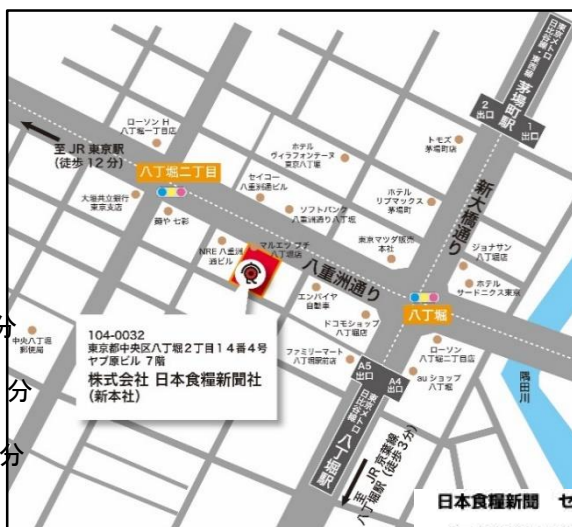 東京メトロ
日比谷線・東西線
茅場町駅
2
出口
1
出口
ローソン H
八丁堀一丁目店
至 JR 東京駅
(徒歩 12 分)
八丁堀二丁目
ホテル
ヴィラフォンテーヌ
東京八丁堀
トモズ
茅場町店
セイコー
八重洲通ビル
大垣共立銀行
東京支店
ソフトバンク
八重洲通り八丁堀
ホテル
リブマックス
茅場町
新大橋通り
麺や 七彩
NRE 八重洲
通ビル
マルエツ プチ
八丁堀店
東京マツダ販売
本社
ジョナサン
八丁堀店
八重洲通り
エンパイヤ
自動車
ホテル
サードニクス東京
八丁堀
ドコモショップ
八丁堀店
分
中央八丁堀
郵便局
104-0032
東京都中央区八丁堀2丁目14番4号
ヤブ原ビル 7階
株式会社 日本食糧新聞社
(新本社)
ファミリーマート
八丁堀駅前店
ローソン
八丁堀二丁目店
A5
出口
A4
出口
au ショップ
八丁堀
隅田川
分
東京メトロ
日比谷線
八丁堀駅
至 JR 京葉線
八丁堀駅(徒歩3分)
分
日本食糧新聞 セ